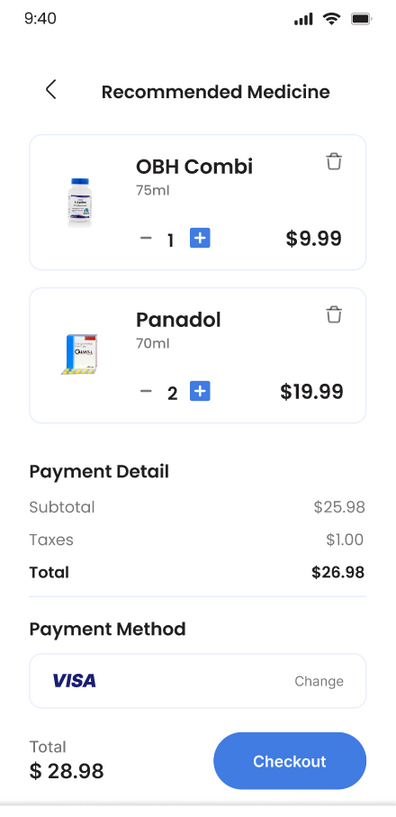 9:40
Recommended Medicine
OBH Combi
75ml
1
$9.99
Panadol
70ml
2
$19.99
Payment Detail
Subtotal $25.98
Taxes $1.00
Total $26.98
Payment Method
VISA Change
Total
$ 28.98
Checkout